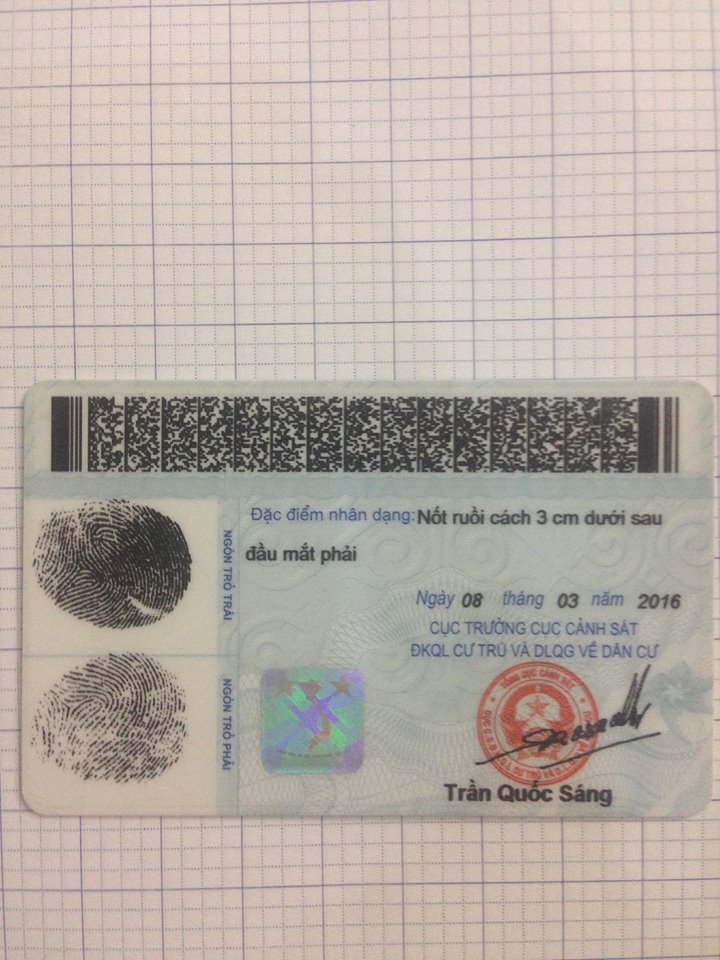 Đặc điểm nhân dạng: Nốt ruồi cách 3 cm dưới sau
đầu mắt phải
NGÓN TRỎ TRÁI
Ngày 08 tháng 03 năm 2016
CỤC TRƯỞNG CỤC CẢNH SÁT
ĐKQL CƯ TRÚ VÀ DLQG VỀ DÂN CƯ
NGÓN TRỎ PHẢI
TỔNG CỤC CẢNH SÁT
Trần Quốc Sáng